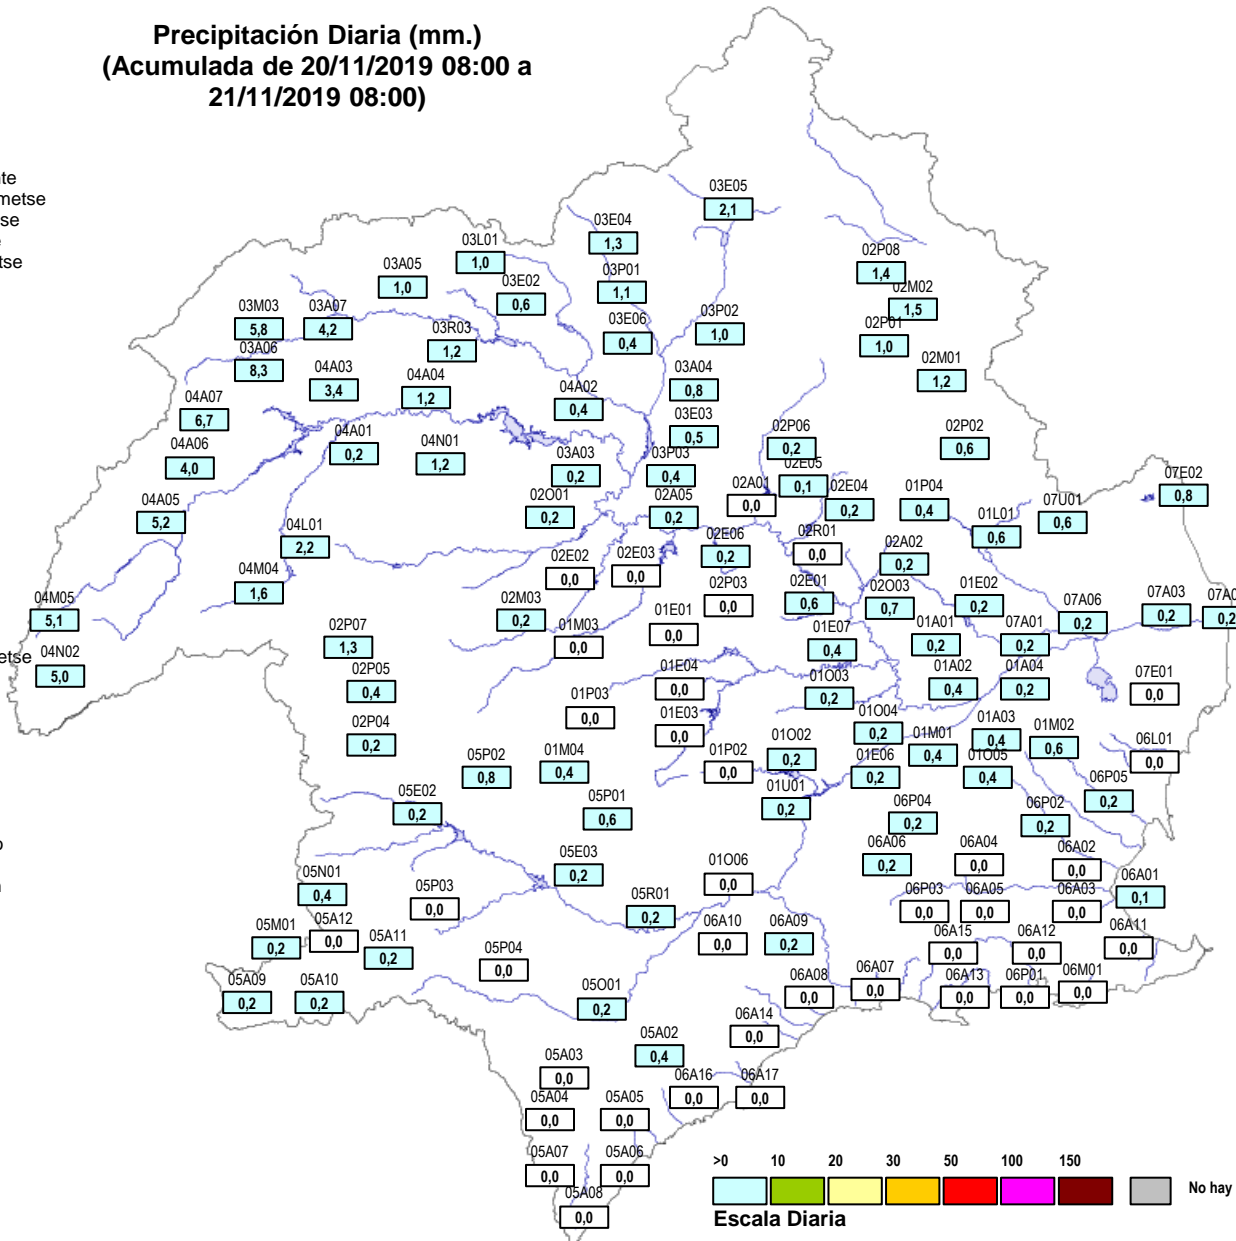 Precipitación Diaria (mm.)
(Acumulada de 20/11/2019 08:00 a
21/11/2019 08:00)
03E05
2,1
03E04
1,3
03L01
1,0
02P08
1,4
03A05
1,0
03P01
1,1
03E02
0,6
02M02
1,5
03M03
5,8
03A07
4,2
03E06
0,4
03P02
1,0
02P01
1,0
03R03
1,2
03A06
8,3
02M01
1,2
04A03
3,4
04A04
1,2
04A02
0,4
03A04
0,8
04A07
6,7
03E03
0,5
04A01
0,2
04N01
1,2
02P06
0,2
02P02
0,6
04A06
4,0
03A03
0,2
03P03
0,4
02E05
0,1
02A01
0,0
02E04
0,2
07E02
0,8
04A05
5,2
02O01
0,2
02A05
0,2
01P04
0,4
07U01
0,6
01L01
0,6
04L01
2,2
02E06
0,2
02R01
0,0
02A02
0,2
02E02
0,0
02E03
0,0
04M04
1,6
02P03
0,0
02E01
0,6
02O03
0,7
01E02
0,2
04M05
5,1
02M03
0,2
07A06
0,2
07A03
0,2
07A0
0,2
01E01
0,0
01M03
0,0
02P07
1,3
01E07
0,4
01A01
0,2
07A01
0,2
etse
04N02
5,0
02P05
0,4
01E04
0,0
01O03
0,2
01A02
0,4
01A04
0,2
07E01
0,0
01P03
0,0
01E03
0,0
02P04
0,2
01O04
0,2
01A03
0,4
01M02
0,6
01M01
0,4
06L01
0,0
05P02
0,8
01M04
0,4
01P02
0,0
01O02
0,2
01E06
0,2
01O05
0,4
05E02
0,2
05P01
0,6
01U01
0,2
06P05
0,2
06P04
0,2
06P02
0,2
05E03
0,2
01O06
0,0
06A06
0,2
06A04
0,0
06A02
0,0
05N01
0,4
05P03
0,0
05R01
0,2
06P03
0,0
06A05
0,0
06A03
0,0
06A01
0,1
05M01
0,2
05A12
0,0
05A11
0,2
06A10
0,0
06A09
0,2
06A15
0,0
06A12
0,0
06A11
0,0
05P04
0,0
05A09
0,2
05A10
0,2
05O01
0,2
06A08
0,0
06A07
0,0
06A13
0,0
06P01
0,0
06M01
0,0
06A14
0,0
05A02
0,4
05A03
0,0
06A16
0,0
06A17
0,0
05A04
0,0
05A05
0,0
05A07
0,0
05A06
0,0
05A08
0,0
>0 10 20 30 50 100 150
No hay
Escala Diaria